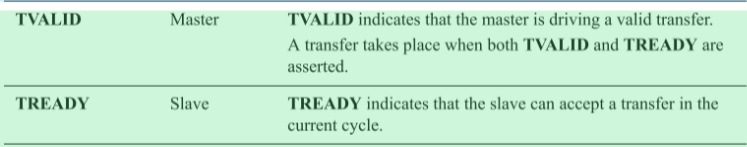 TVALID Master TVALID indicates that the master is driving a valid transfer.
A transfer takes place when both TVALID and TREADY are
asserted.
TREADY Slave TREADY indicates that the slave can accept a transfer in the
current cycle.